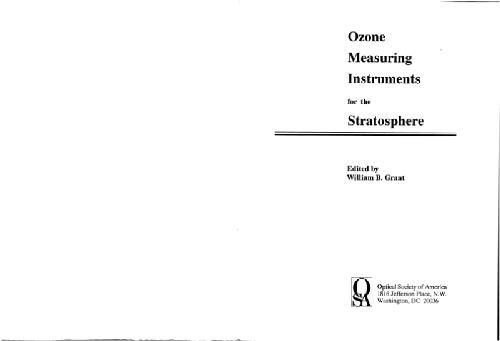 Ozone
Measuring
Instruments
for the
Stratosphere
Edited by
William B. Grant
OSA
Optical Society of America
1816 Jefferson Place, N.W.
Washington, DC 20036